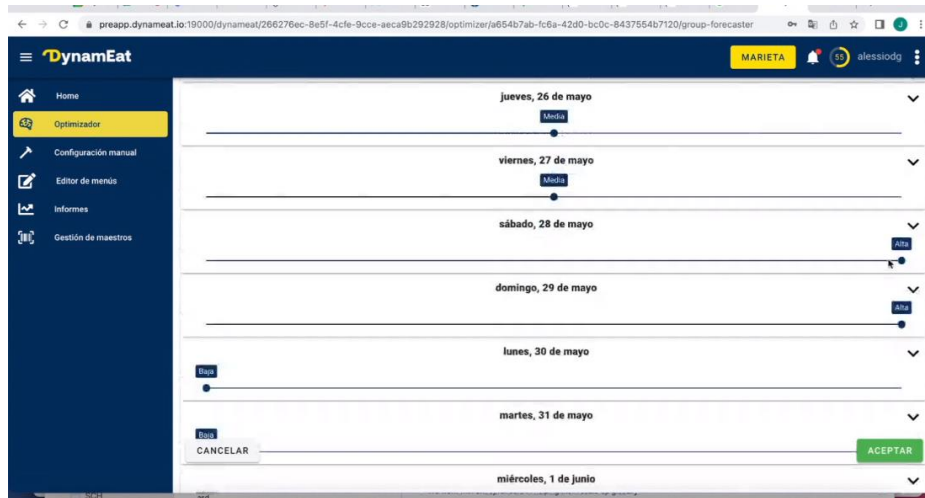 preapp.dynameat.io:19000/dynameat/266276ec-8e5f-4cfe-9cce-aeca9b292928/optimizer/a654b7ab-fc6a-42d0-bc0c-8437554b7120/group-forecaster
J
DynamEat
MARIETA
55
alessiodg
Home
Optimizador
Configuración manual
Editor de menús
Informes
Gestión de maestros
jueves, 26 de mayo
Media
viernes, 27 de mayo
Media
sábado, 28 de mayo
Alta
domingo, 29 de mayo
Alta
lunes, 30 de mayo
Baja
martes, 31 de mayo
Baja
CANCELAR
ACEPTAR
miércoles, 1 de junio